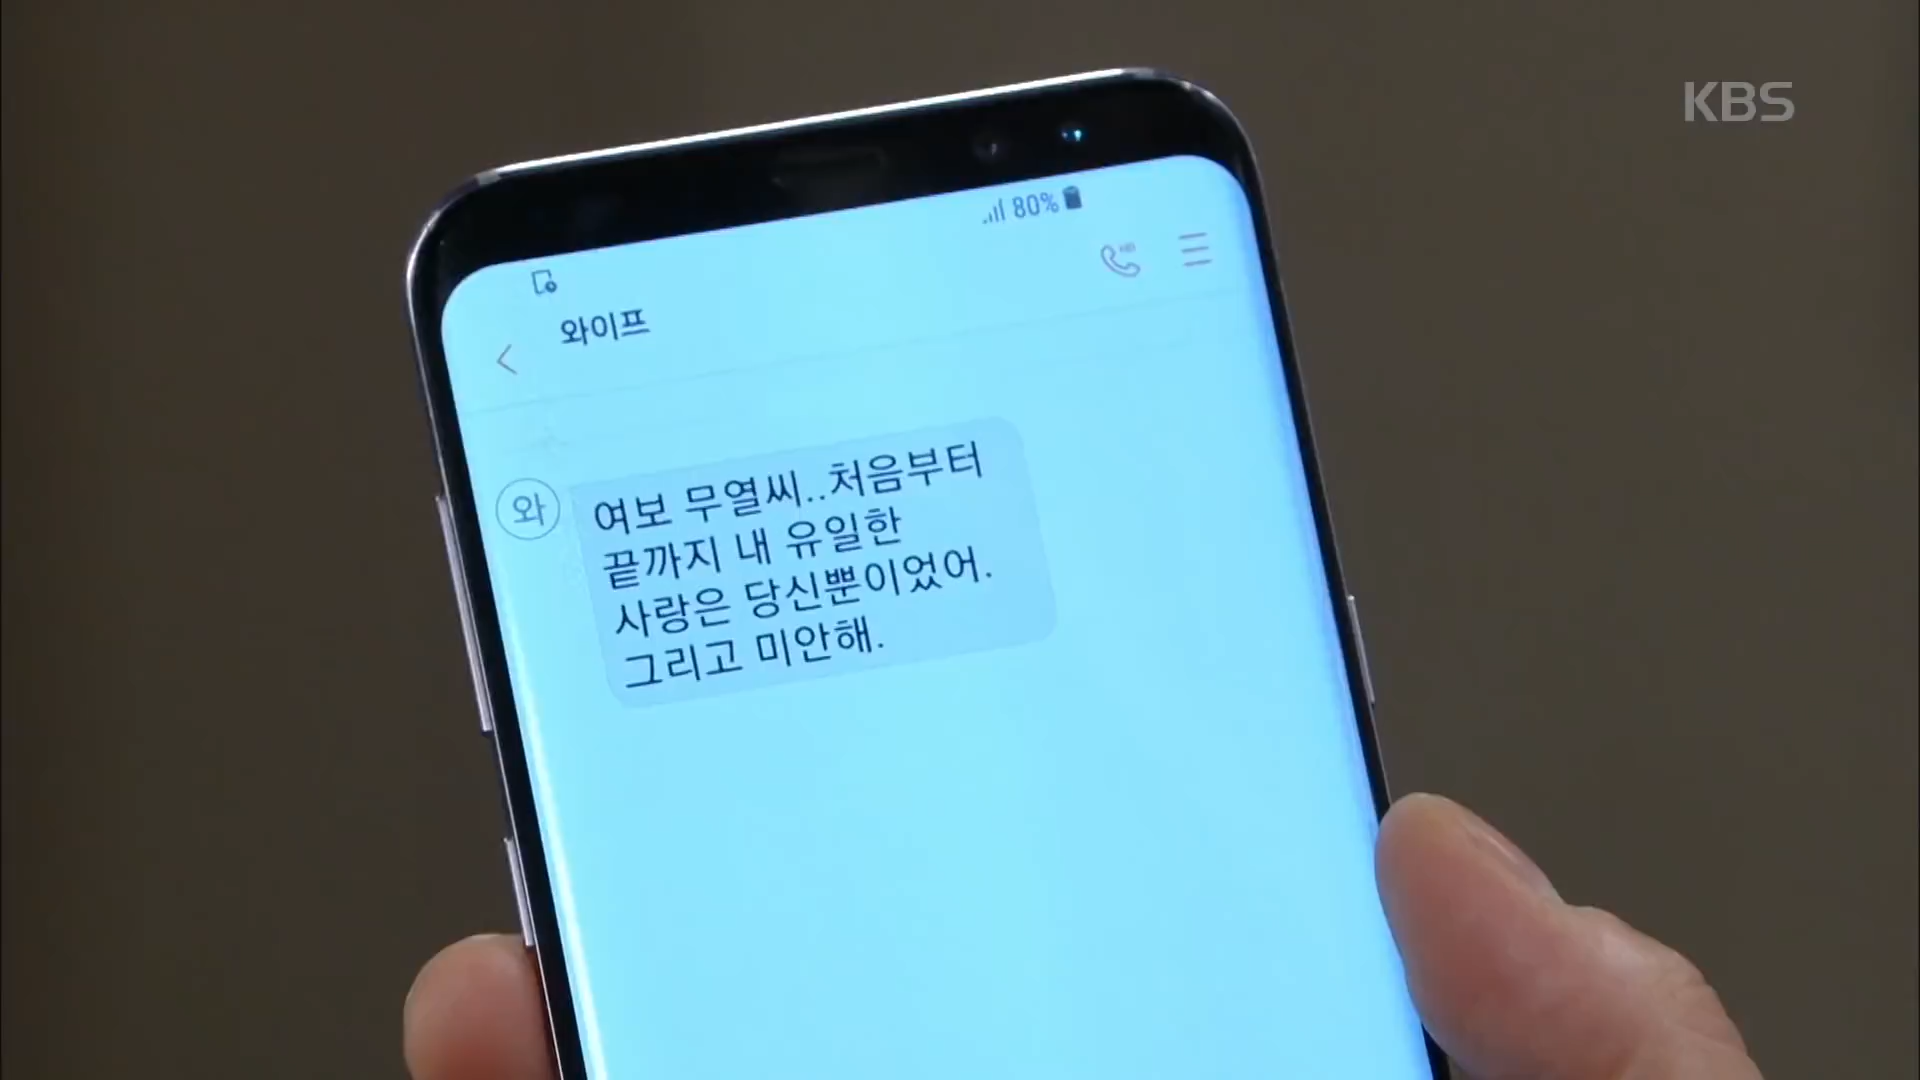 KBS
80%
와이프
와
여보 무열씨..처음부터
끝까지 내 유일한
사랑은 당신뿐이었어.
그리고 미안해.